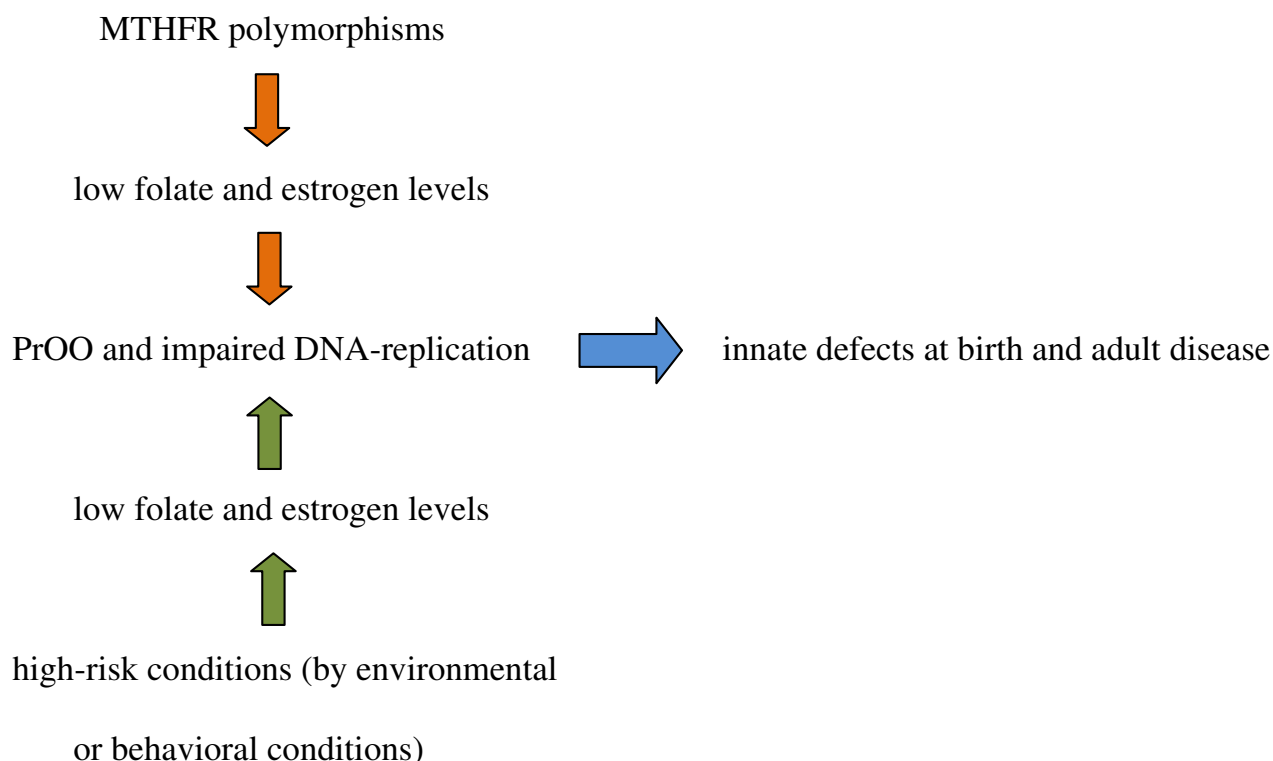 MTHFR polymorphisms
low folate and estrogen levels
PrOO and impaired DNA-replication
innate defects at birth and adult disease
low folate and estrogen levels
high-risk conditions (by environmental
or behavioral conditions)